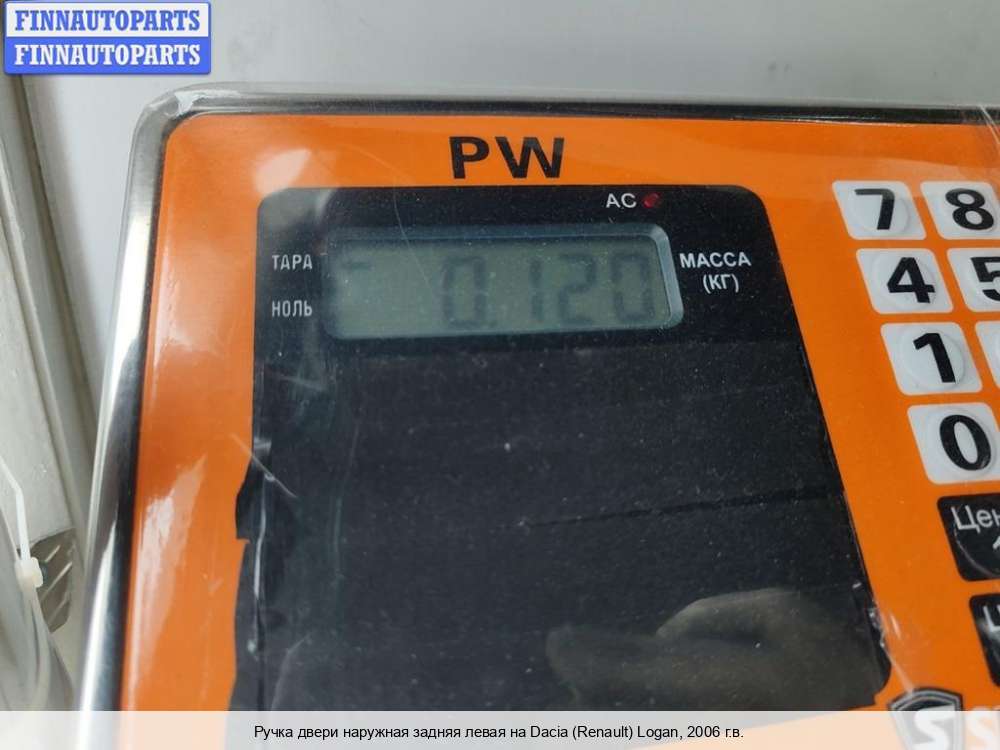 FINNAUTOPARTS
FINNAUTOPARTS
PW
АС
ТАРА
НОЛЬ
0.120
МАССА
(КГ)
7 8
4 5
1
0
Ручка двери наружная задняя левая на Dacia (Renault) Logan, 2006 г.в.